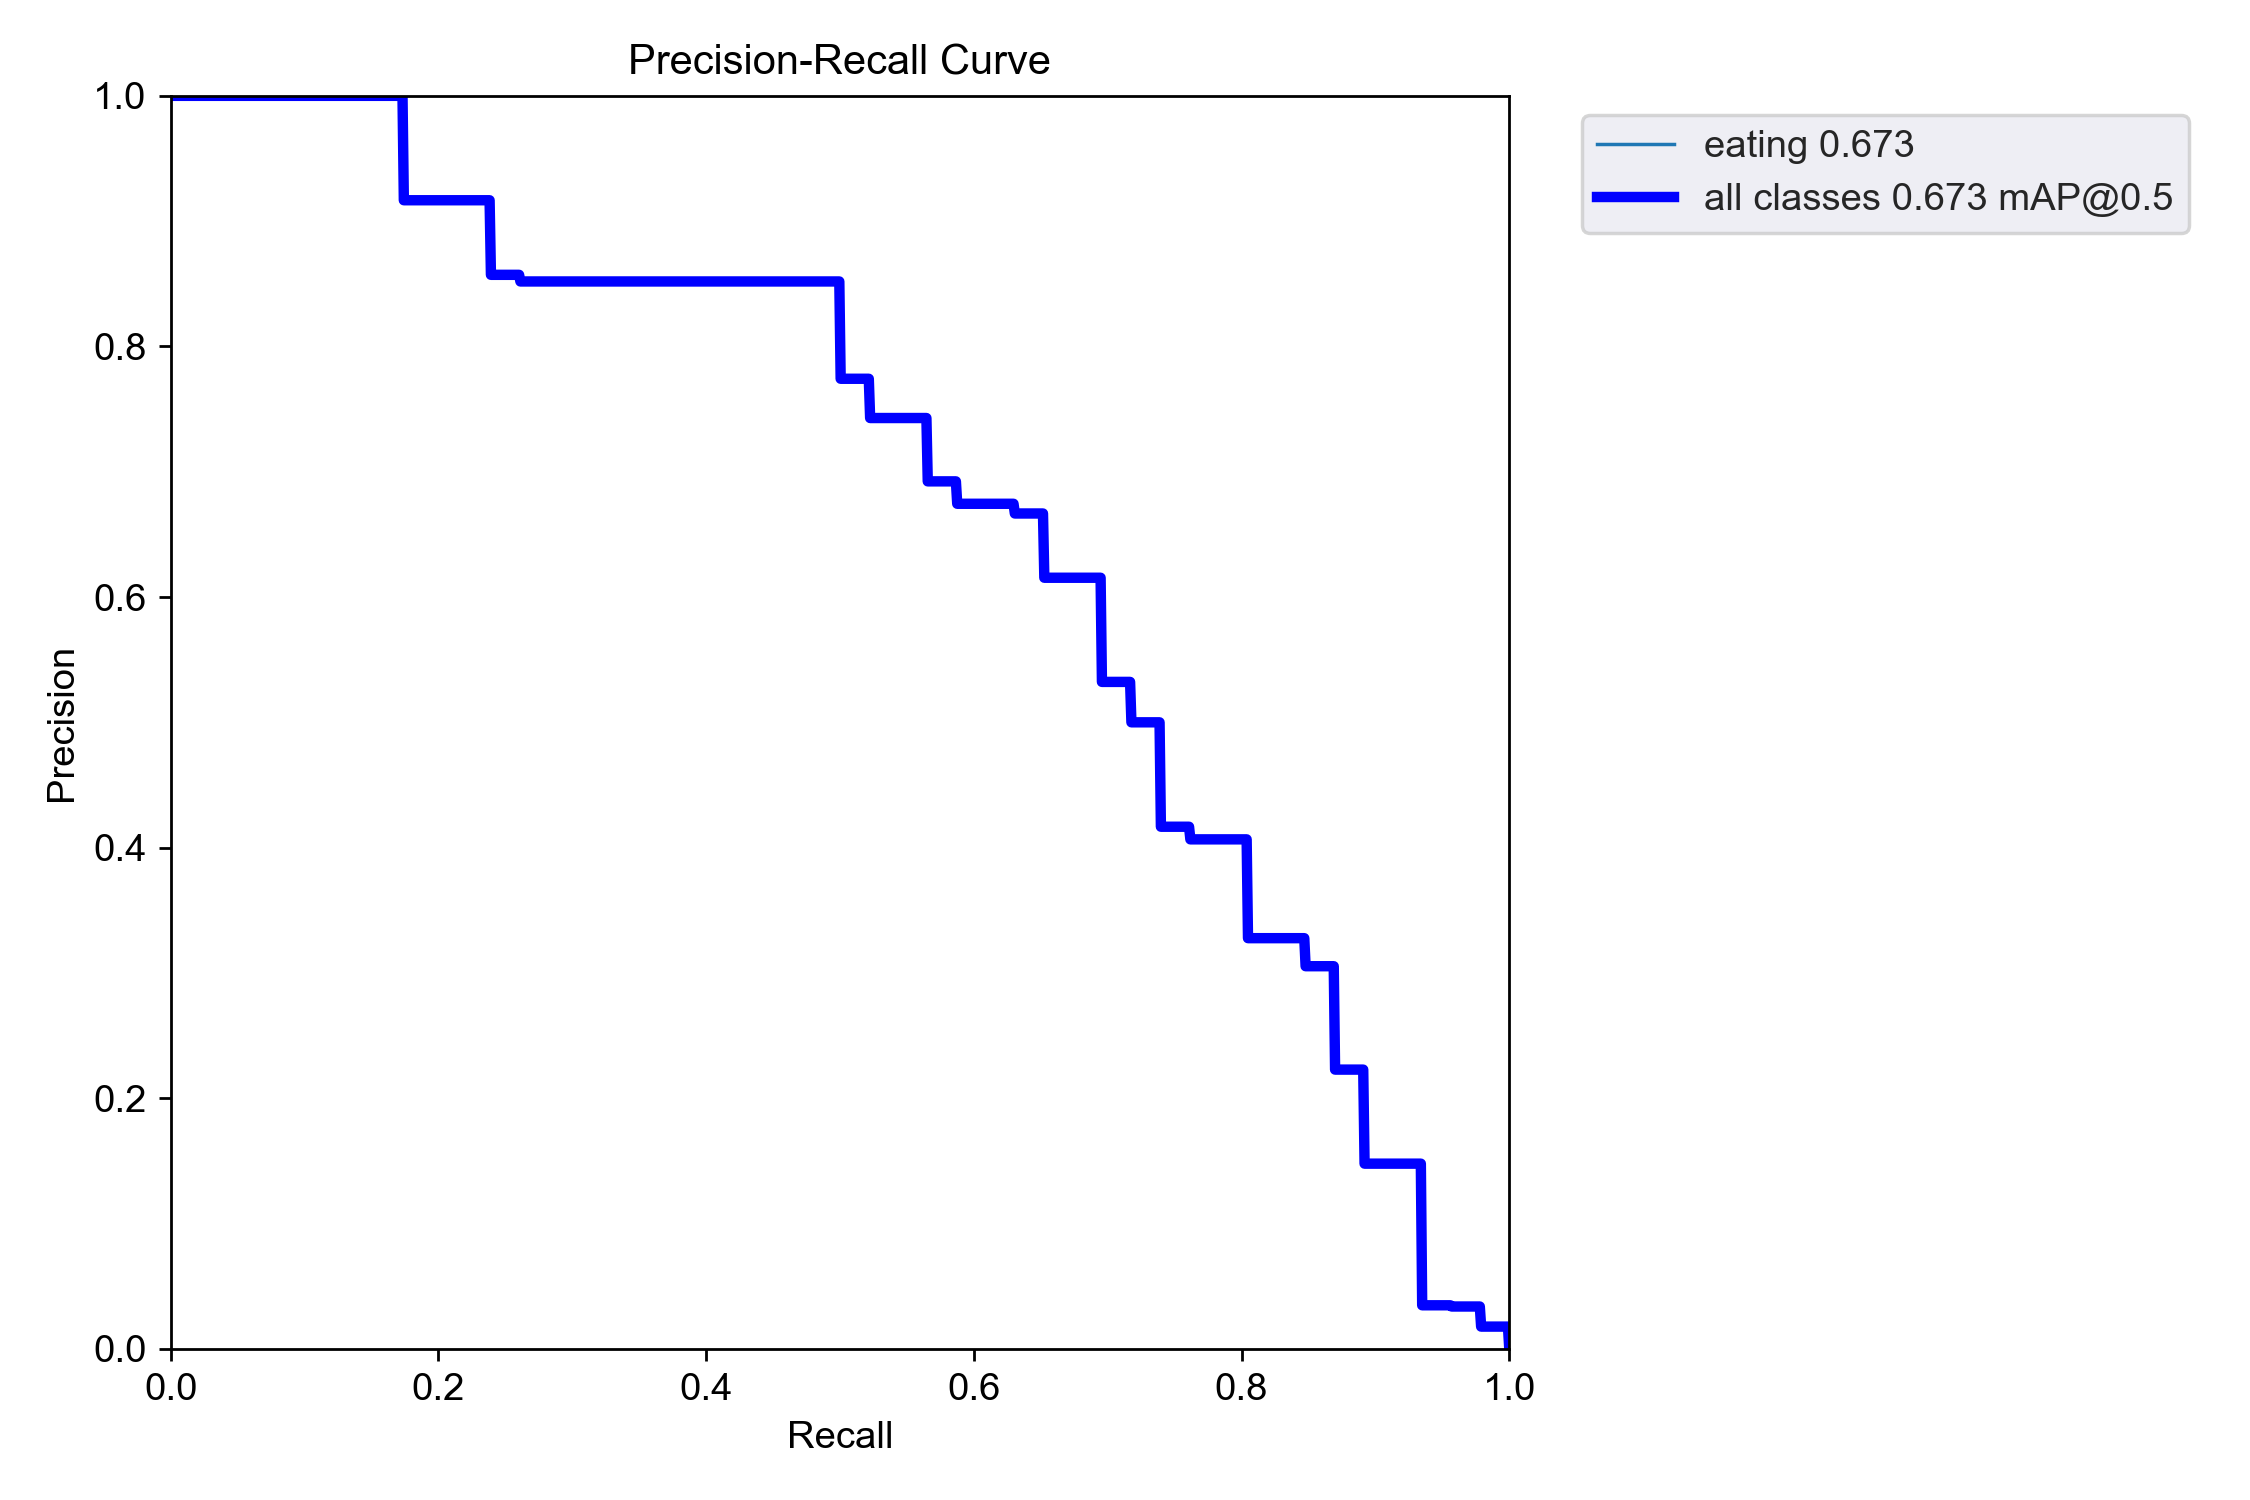 Precision-Recall Curve
eating 0.673
all classes 0.673 mAP@0.5
1.0
0.8
0.6
0.4
0.2
0.0
Precision
0.0 0.2 0.4 0.6 0.8 1.0
Recall